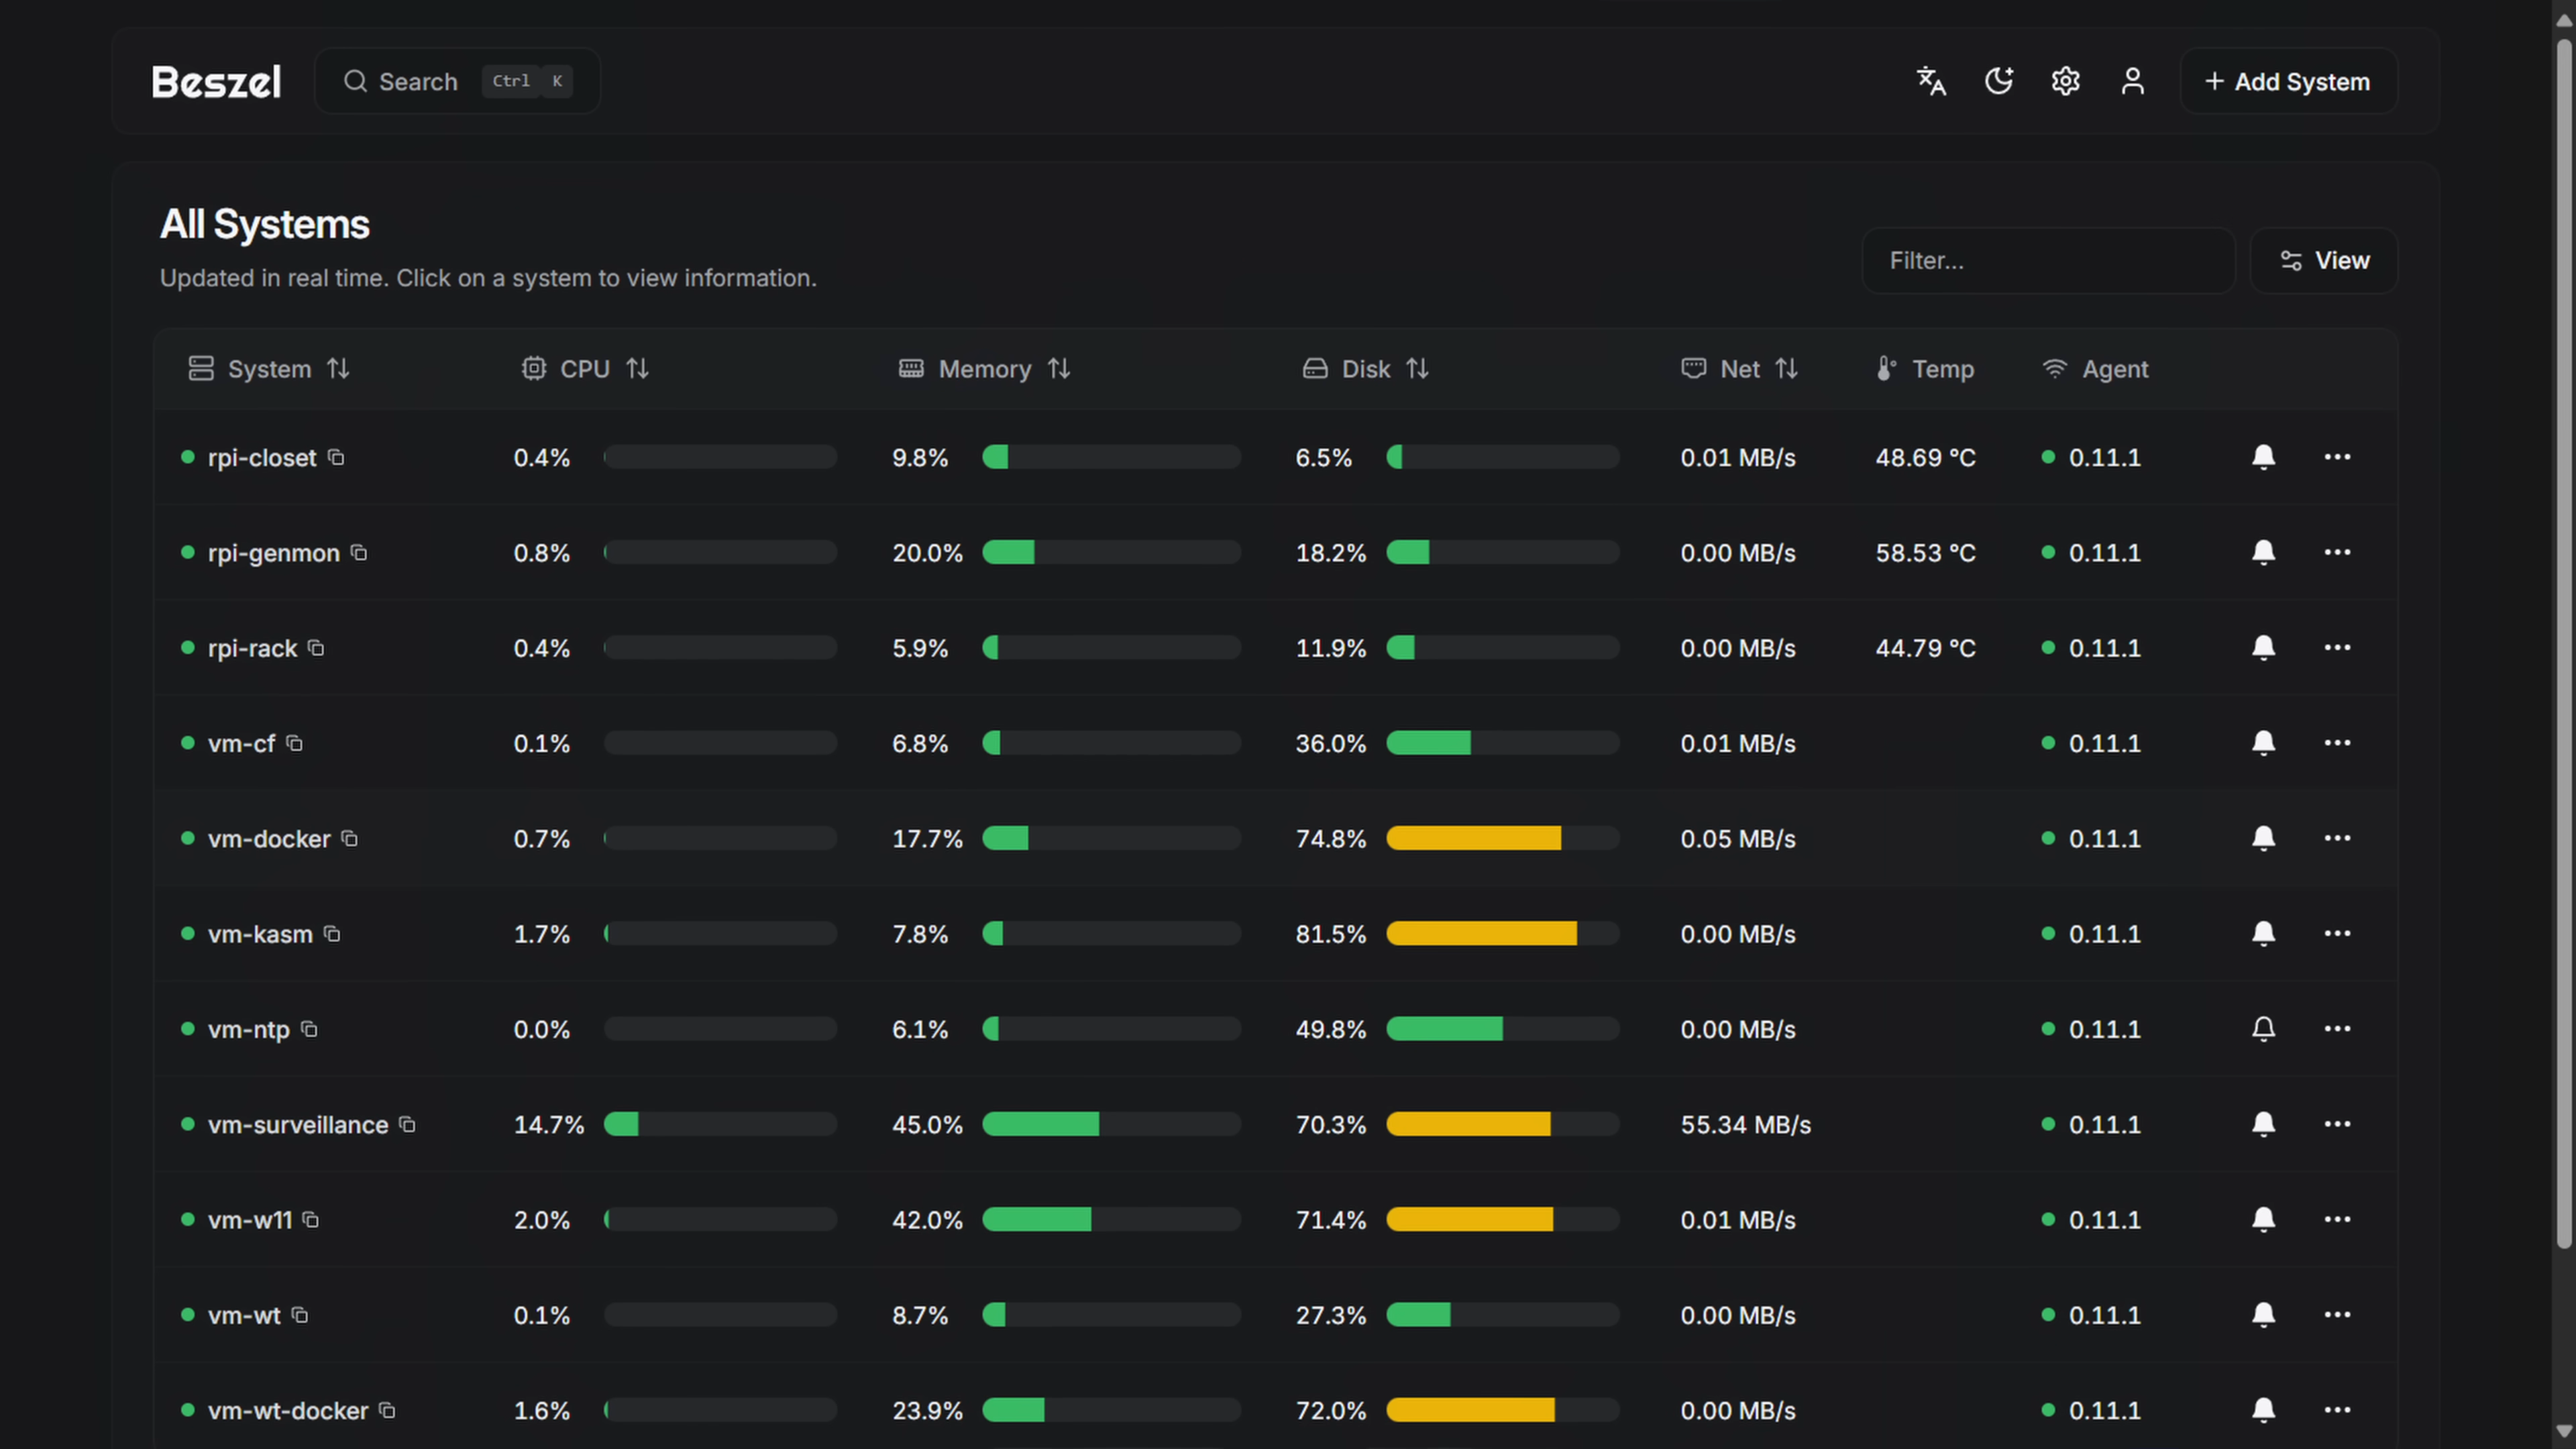 Beszel Search Ctrl K Add System
All Systems
Updated in real time. Click on a system to view information.
Filter... View
System CPU Memory Disk Net Temp Agent
rpi-closet 0.4% 9.8% 6.5% 0.01 MB/s 48.69 °C 0.11.1
rpi-genmon 0.8% 20.0% 18.2% 0.00 MB/s 58.53 °C 0.11.1
rpi-rack 0.4% 5.9% 11.9% 0.00 MB/s 44.79 °C 0.11.1
vm-cf 0.1% 6.8% 36.0% 0.01 MB/s 0.11.1
vm-docker 0.7% 17.7% 74.8% 0.05 MB/s 0.11.1
vm-kasm 1.7% 7.8% 81.5% 0.00 MB/s 0.11.1
vm-ntp 0.0% 6.1% 49.8% 0.00 MB/s 0.11.1
vm-surveillance 14.7% 45.0% 70.3% 55.34 MB/s 0.11.1
vm-w11 2.0% 42.0% 71.4% 0.01 MB/s 0.11.1
vm-wt 0.1% 8.7% 27.3% 0.00 MB/s 0.11.1
vm-wt-docker 1.6% 23.9% 72.0% 0.00 MB/s 0.11.1